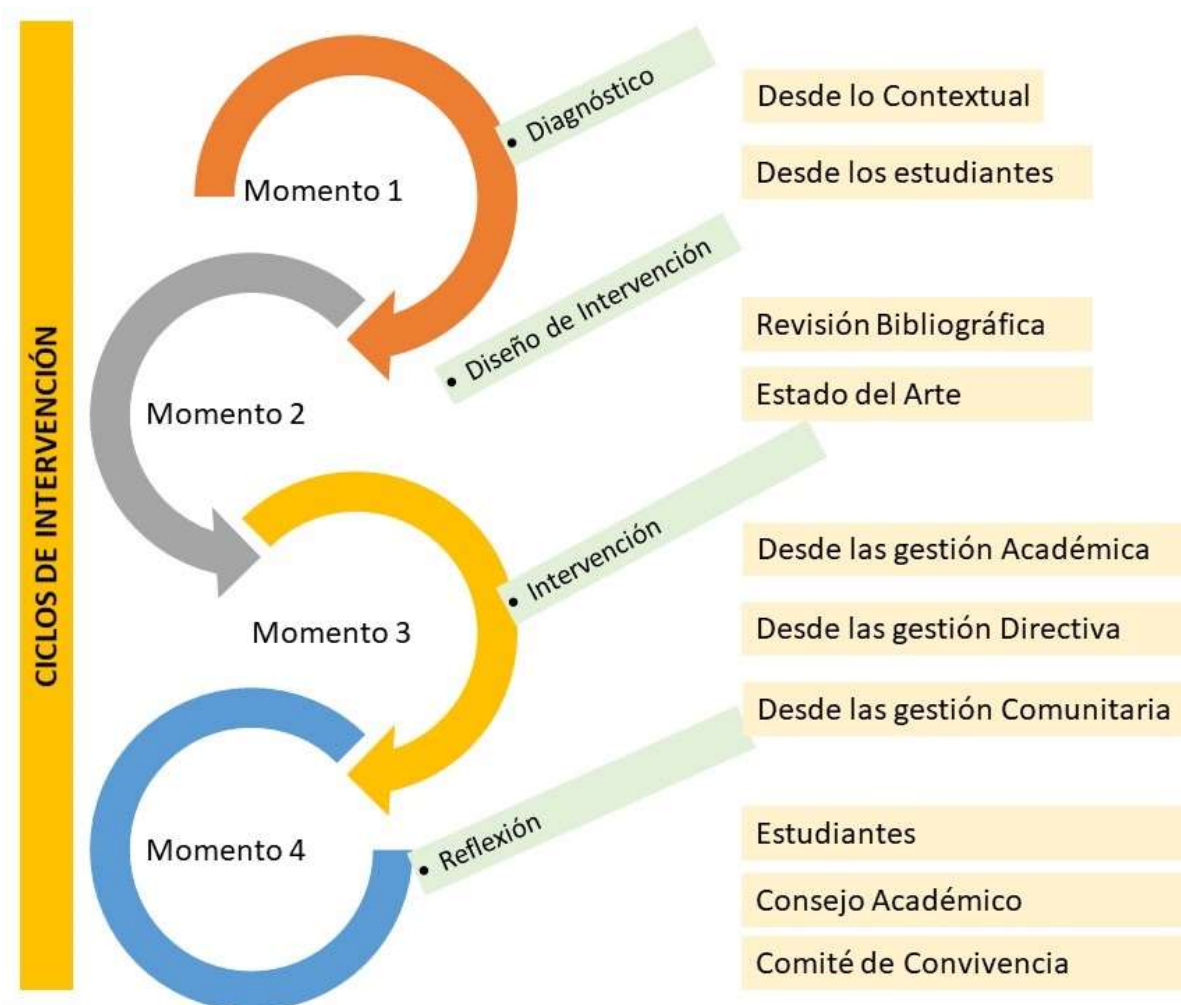 CICLOS DE INTERVENCIÓN
Momento 1
• Diagnóstico
Desde lo Contextual
Desde los estudiantes
Momento 2
• Diseño de Intervención
Revisión Bibliográfica
Estado del Arte
Momento 3
• Intervención
Desde las gestión Académica
Desde las gestión Directiva
Desde las gestión Comunitaria
Momento 4
• Reflexión
Estudiantes
Consejo Académico
Comité de Convivencia